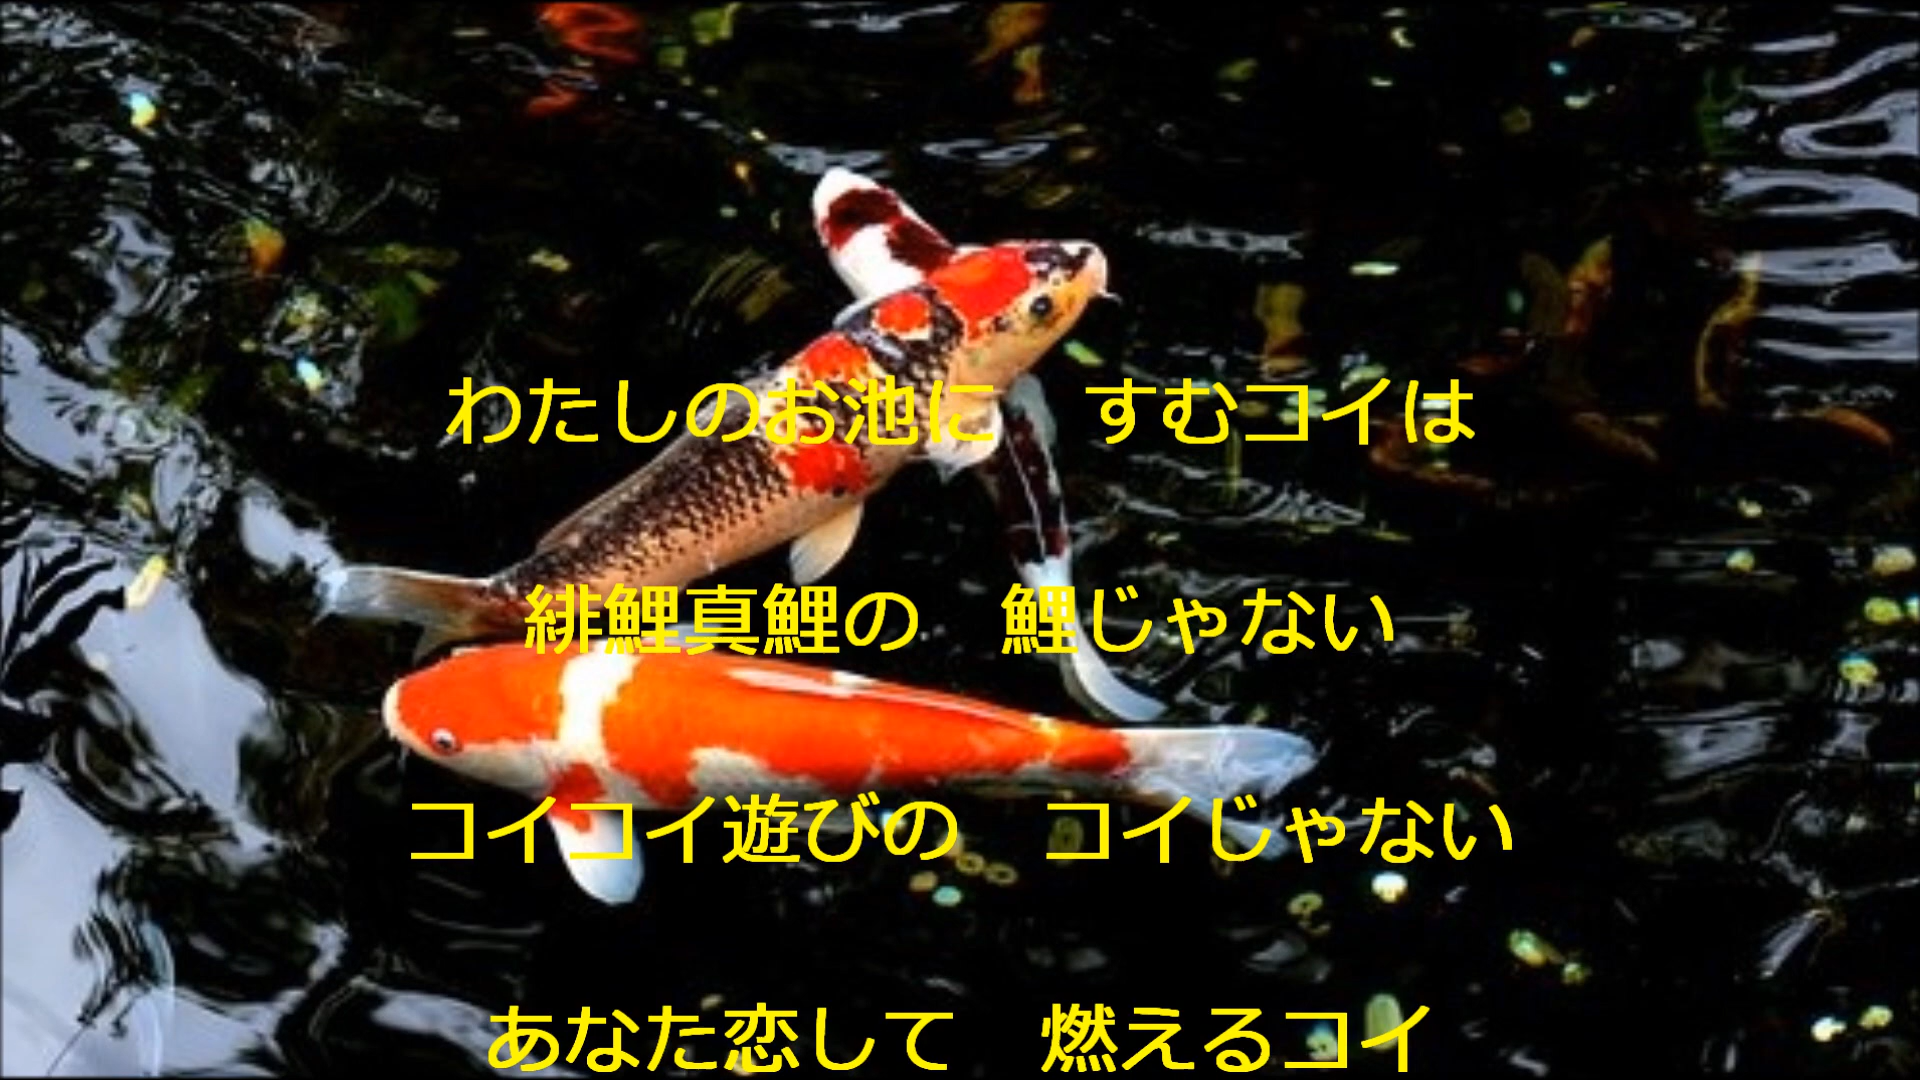 わたしのお池に　すむコイは
緋鯉真鯉の　鯉じゃない
コイコイ遊びの　コイじゃない
あなた恋して　燃えるコイ